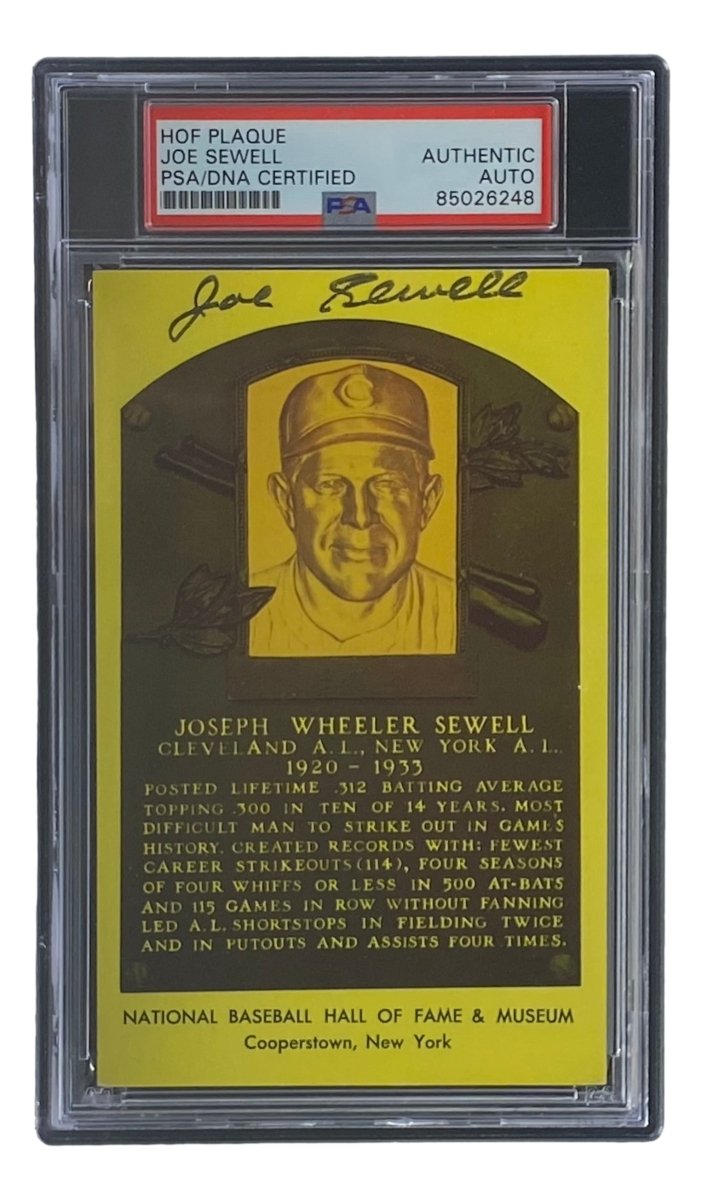 HOF PLAQUE
JOE SEWELL AUTHENTIC
PSA/DNA CERTIFIED AUTO
PSA 85026248
Joe Sewell
C
JOSEPH WHEELER SEWELL
CLEVELAND A.L., NEW YORK A.L.
1920 - 1933
POSTED LIFETIME .312 BATTING AVERAGE
TOPPING .300 IN TEN OF 14 YEARS. MOST
DIFFICULT MAN TO STRIKE OUT IN GAME'S
HISTORY. CREATED RECORDS WITH: FEWEST
CAREER STRIKEOUTS (114), FOUR SEASONS
OF FOUR WHIFFS OR LESS IN 500 AT-BATS
AND 115 GAMES IN ROW WITHOUT FANNING
LED A.L. SHORTSTOPS IN FIELDING TWICE
AND IN PUTOUTS AND ASSISTS FOUR TIMES.
NATIONAL BASEBALL HALL OF FAME & MUSEUM
Cooperstown, New York